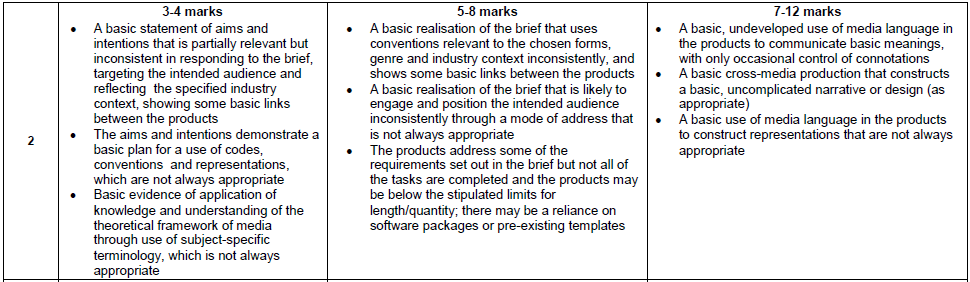 2
3-4 marks
• A basic statement of aims and
intentions that is partially relevant but
inconsistent in responding to the brief,
targeting the intended audience and
reflecting the specified industry
context, showing some basic links
between the products
• The aims and intentions demonstrate a
basic plan for a use of codes,
conventions and representations,
which are not always appropriate
• Basic evidence of application of
knowledge and understanding of the
theoretical framework of media
through use of subject-specific
terminology, which is not always
appropriate
5-8 marks
• A basic realisation of the brief that uses
conventions relevant to the chosen forms,
genre and industry context inconsistently, and
shows some basic links between the products
• A basic realisation of the brief that is likely to
engage and position the intended audience
inconsistently through a mode of address that
is not always appropriate
• The products address some of the
requirements set out in the brief but not all of
the tasks are completed and the products may
be below the stipulated limits for
length/quantity; there may be a reliance on
software packages or pre-existing templates
7-12 marks
• A basic, undeveloped use of media language in
the products to communicate basic meanings,
with only occasional control of connotations
• A basic cross-media production that constructs
a basic, uncomplicated narrative or design (as
appropriate)
• A basic use of media language in the products
to construct representations that are not always
appropriate